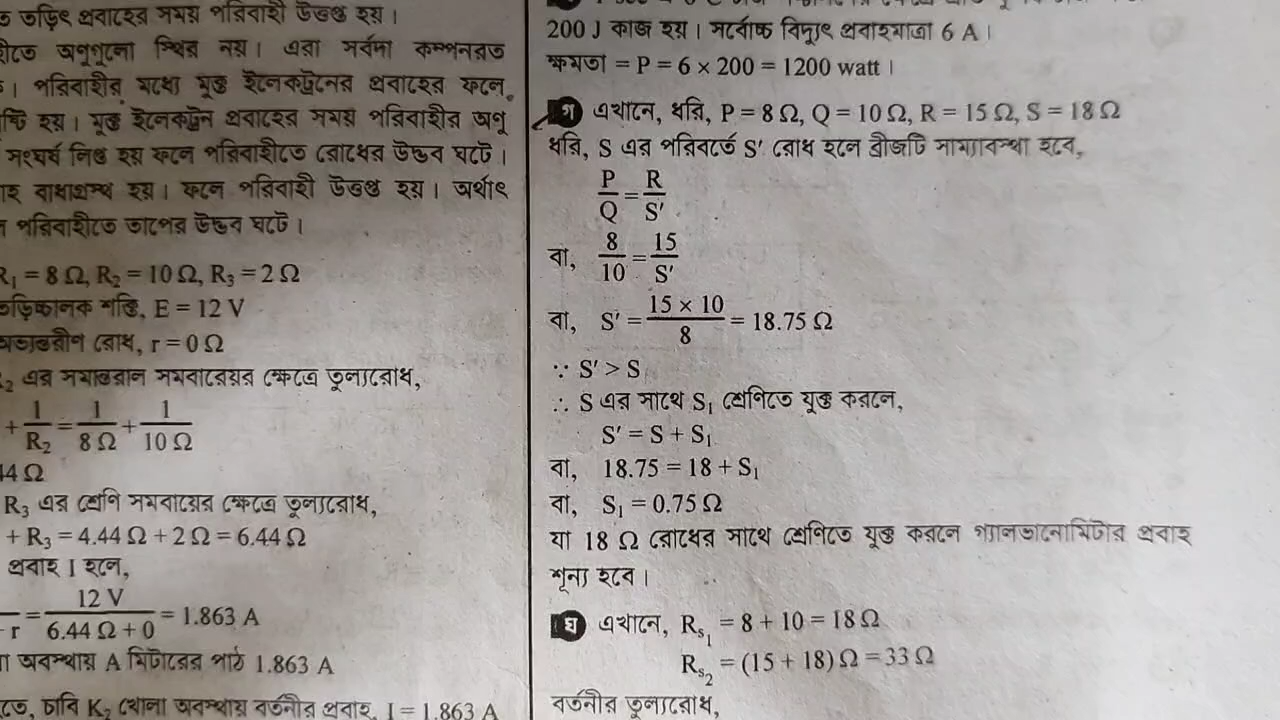 তড়িৎ প্রবাহের সময় পরিবাহী উত্তপ্ত হয়।
অণুগুলো স্থির নয়। এরা সর্বদা কম্পনরত
। পরিবাহীর মধ্যে মুক্ত ইলেকট্রনের প্রবাহের ফলে
হয়। মুক্ত ইলেকট্রন প্রবাহের সময় পরিবাহীর অণু
সংঘর্ষ লিপ্ত হয় ফলে পরিবাহীতে রোধের উদ্ভব ঘটে।
বাধাগ্রস্থ হয়। ফলে পরিবাহী উত্তপ্ত হয়। অর্থাৎ
পরিবাহীতে তাপের উদ্ভব ঘটে।
R₁ = 8 Ω, R₂ = 10 Ω, R₃ = 2 Ω
তড়িচ্চালক শক্তি, E = 12 V
অভ্যন্তরীণ রোধ, r = 0 Ω
₂ এর সমান্তরাল সমবায়ের ক্ষেত্রে তুল্যরোধ,
+ 1/R₂ = 1/8 Ω + 1/10 Ω
44 Ω
R₃ এর শ্রেণি সমবায়ের ক্ষেত্রে তুল্যরোধ,
+ R₃ = 4.44 Ω + 2 Ω = 6.44 Ω
প্রবাহ I হলে,
r = 12 V/6.44 Ω + 0 = 1.863 A
অবস্থায় A মিটারের পাঠ 1.863 A
চাবি K₂ খোলা অবস্থায় বর্তনীর প্রবাহ, I = 1.863 A
200 J কাজ হয়। সর্বোচ্চ বিদ্যুৎ প্রবাহমাত্রা 6 A।
ক্ষমতা = P = 6 × 200 = 1200 watt।
গ এখানে, ধরি, P = 8 Ω, Q = 10 Ω, R = 15 Ω, S = 18 Ω
ধরি, S এর পরিবর্তে S′ রোধ হলে ব্রীজটি সাম্যাবস্থা হবে,
P/Q = R/S′
বা, 8/10 = 15/S′
বা, S′ = 15 × 10/8 = 18.75 Ω
∵ S′ > S
∴ S এর সাথে S₁ শ্রেণিতে যুক্ত করলে,
S′ = S + S₁
বা, 18.75 = 18 + S₁
বা, S₁ = 0.75 Ω
যা 18 Ω রোধের সাথে শ্রেণিতে যুক্ত করলে গ্যালভানোমিটার প্রবাহ
শূন্য হবে।
ঘ এখানে, Rs₁ = 8 + 10 = 18 Ω
Rs₂ = (15 + 18) Ω = 33 Ω
বর্তনীর তুল্যরোধ,